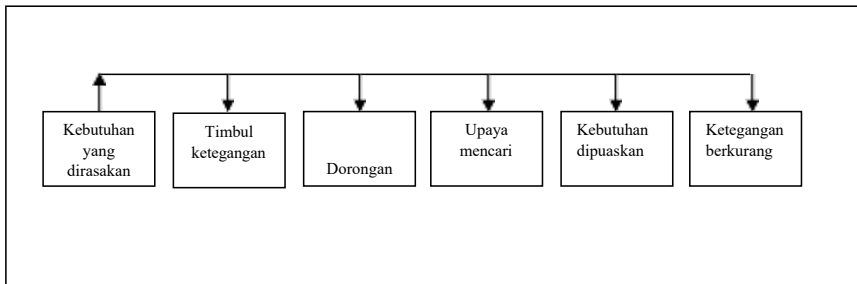 Kebutuhan
yang
dirasakan
Timbul
ketegangan
Dorongan
Upaya
mencari
Kebutuhan
dipuaskan
Ketegangan
berkurang